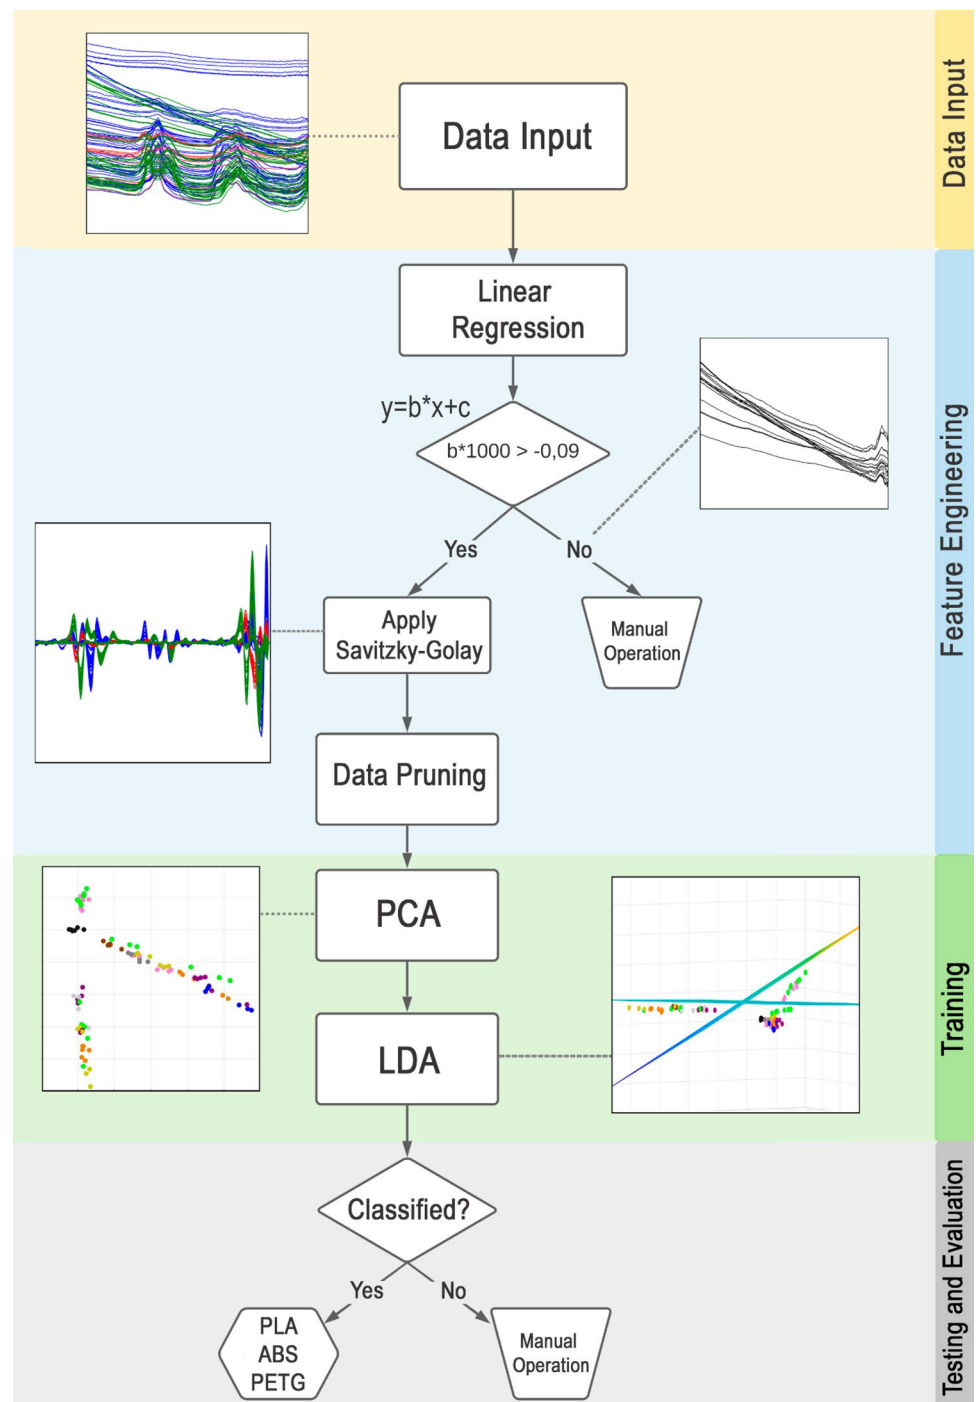 Data Input
Data Input
Linear
Regression
y=b*x+c
b*1000 > -0,09
Yes
No
Apply
Savitzky-Golay
Manual
Operation
Data Pruning
Feature Engineering
PCA
LDA
Training
Classified?
Yes
No
PLA
ABS
PETG
Manual
Operation
Testing and Evaluation